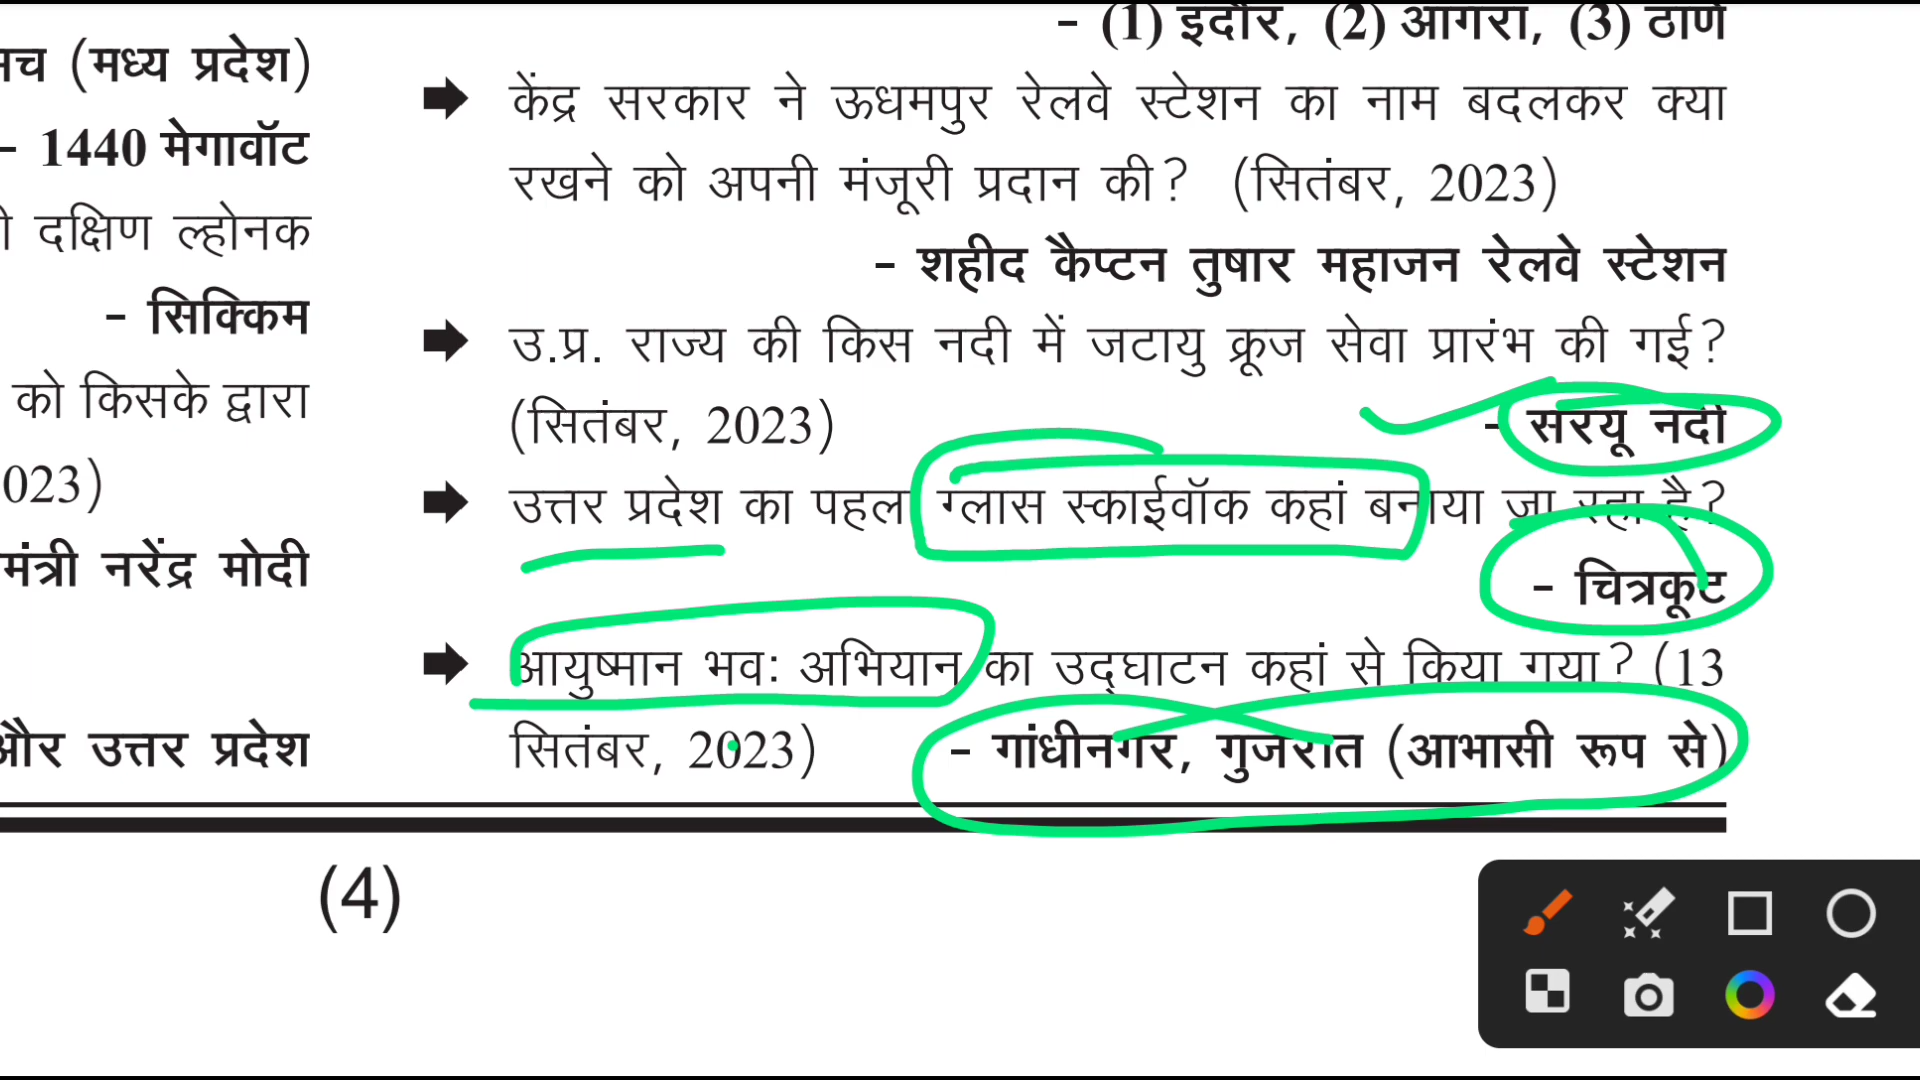 (मध्य प्रदेश)
– 1440 मेगावॉट
दक्षिण ल्होनक
– सिक्किम
को किसके द्वारा
023)
मंत्री नरेंद्र मोदी
और उत्तर प्रदेश
– (1) इंदौर, (2) आगरा, (3) ठाणे
केंद्र सरकार ने ऊधमपुर रेलवे स्टेशन का नाम बदलकर क्या
रखने को अपनी मंजूरी प्रदान की? (सितंबर, 2023)
– शहीद कैप्टन तुषार महाजन रेलवे स्टेशन
उ.प्र. राज्य की किस नदी में जटायु क्रूज सेवा प्रारंभ की गई?
(सितंबर, 2023) – सरयू नदी
उत्तर प्रदेश का पहला ग्लास स्काईवॉक कहां बनाया जा रहा है?
– चित्रकूट
आयुष्मान भव: अभियान का उद्घाटन कहां से किया गया? (13
सितंबर, 2023) – गांधीनगर, गुजरात (आभासी रूप से)
(4)